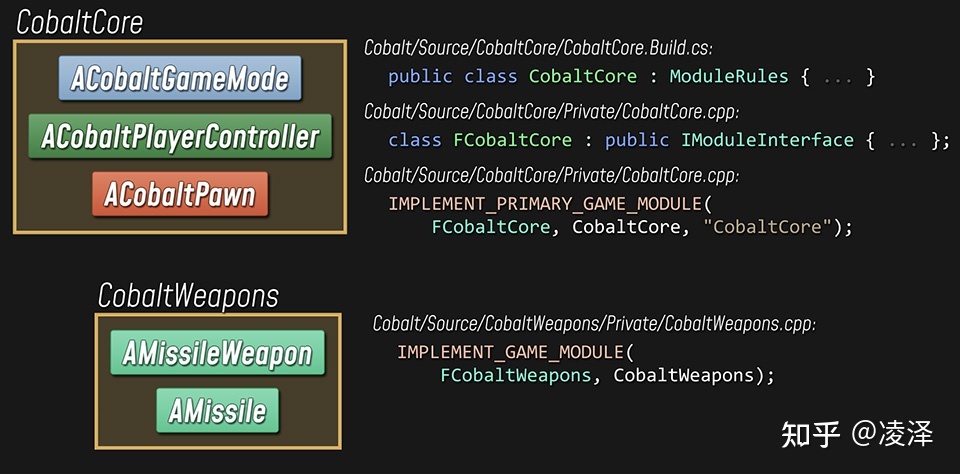 CobaltCore
ACobaltGameMode
ACobaltPlayerController
ACobaltPawn
Cobalt/Source/CobaltCore/CobaltCore.Build.cs:
public class CobaltCore : ModuleRules { ... }
Cobalt/Source/CobaltCore/Private/CobaltCore.cpp:
class FCobaltCore : public IModuleInterface { ... };
Cobalt/Source/CobaltCore/Private/CobaltCore.cpp:
IMPLEMENT_PRIMARY_GAME_MODULE(
FCobaltCore, CobaltCore, "CobaltCore");
CobaltWeapons
AMissileWeapon
AMissile
Cobalt/Source/CobaltWeapons/Private/CobaltWeapons.cpp:
IMPLEMENT_GAME_MODULE(
FCobaltWeapons, CobaltWeapons);
知乎 @凌泽